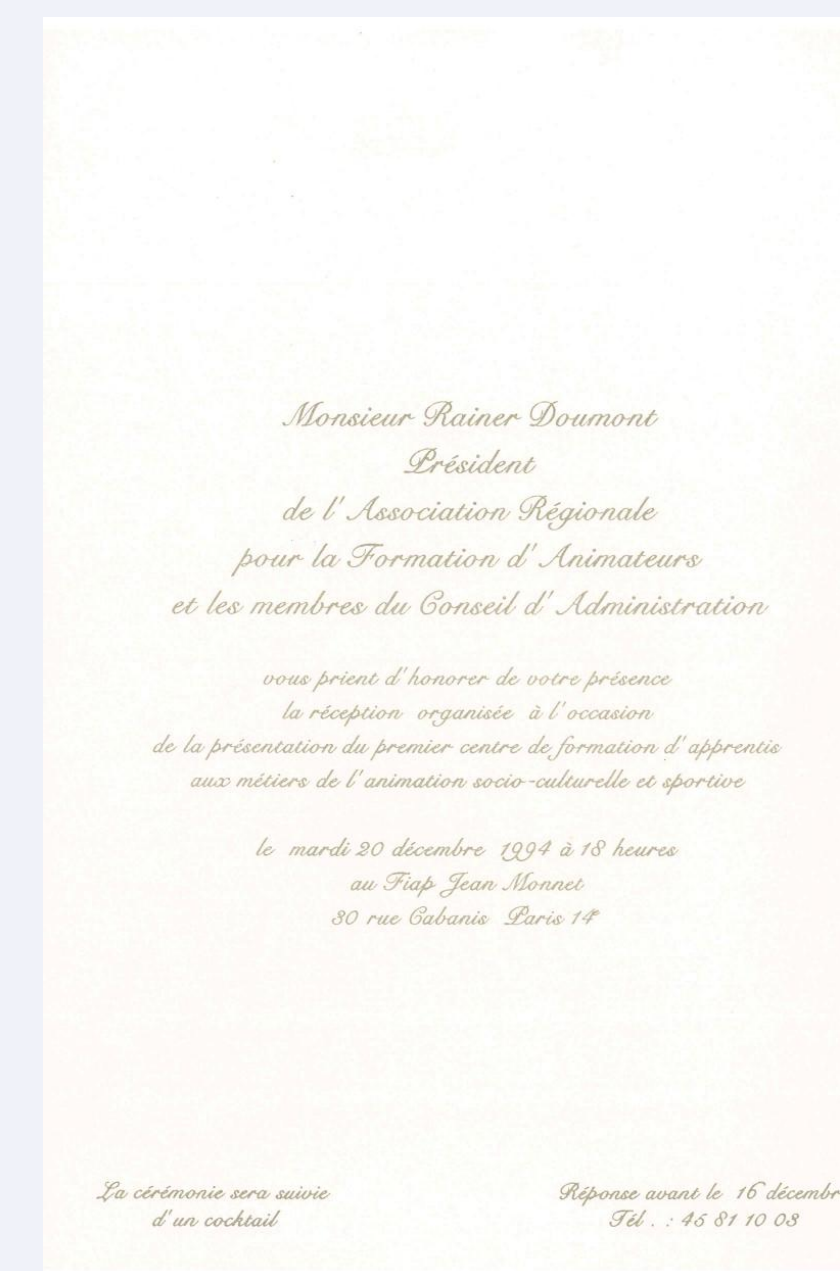 Monsieur Rainer Doumont
Président
de l'Association Régionale
pour la Formation d'Animateurs
et les membres du Conseil d'Administration
vous prient d'honorer de votre présence
la réception organisée à l'occasion
de la présentation du premier centre de formation d'apprentis
aux métiers de l'animation socio-culturelle et sportive
le mardi 20 décembre 1994 à 18 heures
au Fiap Jean Monnet
30 rue Cabanis Paris 14e
La cérémonie sera suivie
d'un cocktail
Réponse avant le 16 décembr
Tél. : 45 81 10 03